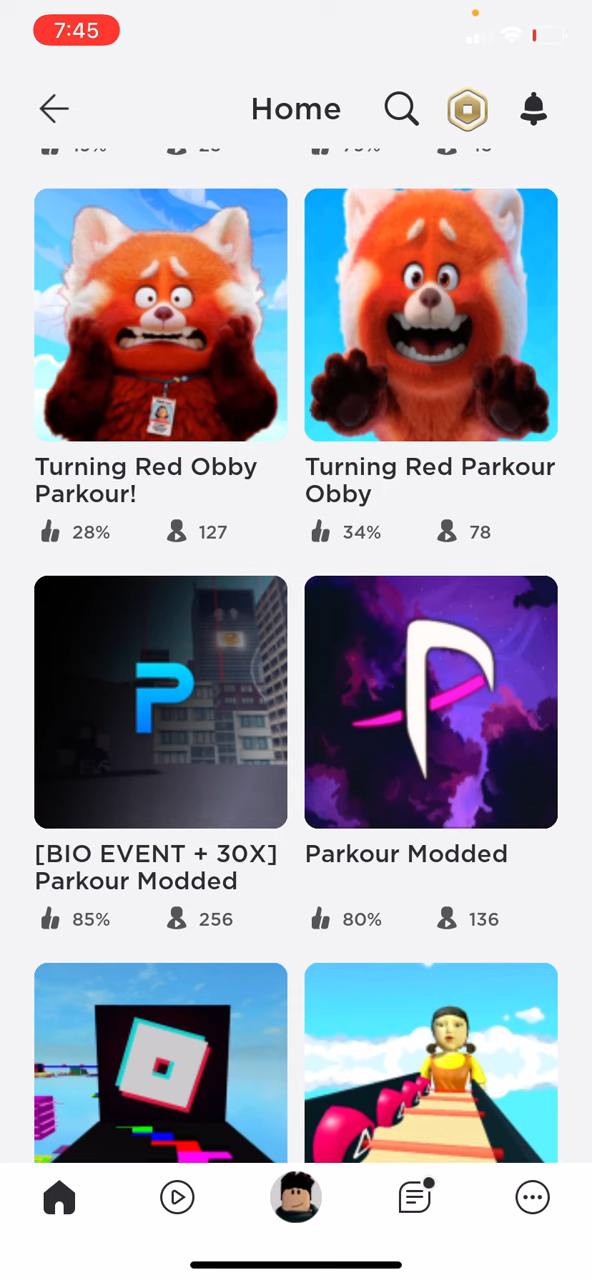 7:45
Home
Turning Red Obby
Parkour!
28% 127
Turning Red Parkour
Obby
34% 78
[BIO EVENT + 30X]
Parkour Modded
85% 256
Parkour Modded
80% 136